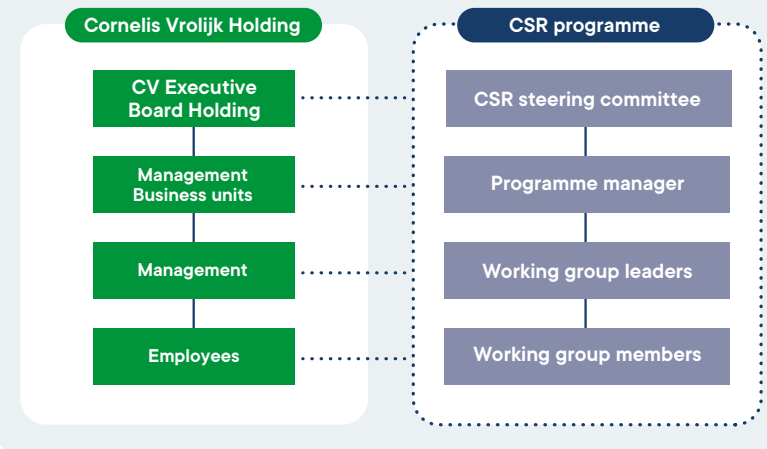 Cornelis Vrolijk Holding
CV Executive
Board Holding
Management
Business units
Management
Employees
CSR programme
CSR steering committee
Programme manager
Working group leaders
Working group members